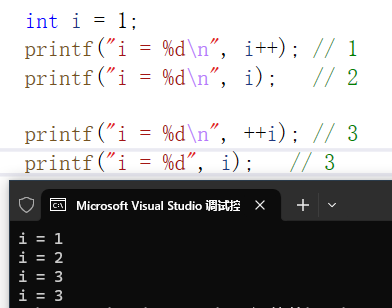 int i = 1;
printf("i = %d\n", i++); // 1
printf("i = %d\n", i);   // 2
printf("i = %d\n", ++i); // 3
printf("i = %d", i);   // 3
Microsoft Visual Studio 调试控
i = 1
i = 2
i = 3
i = 3